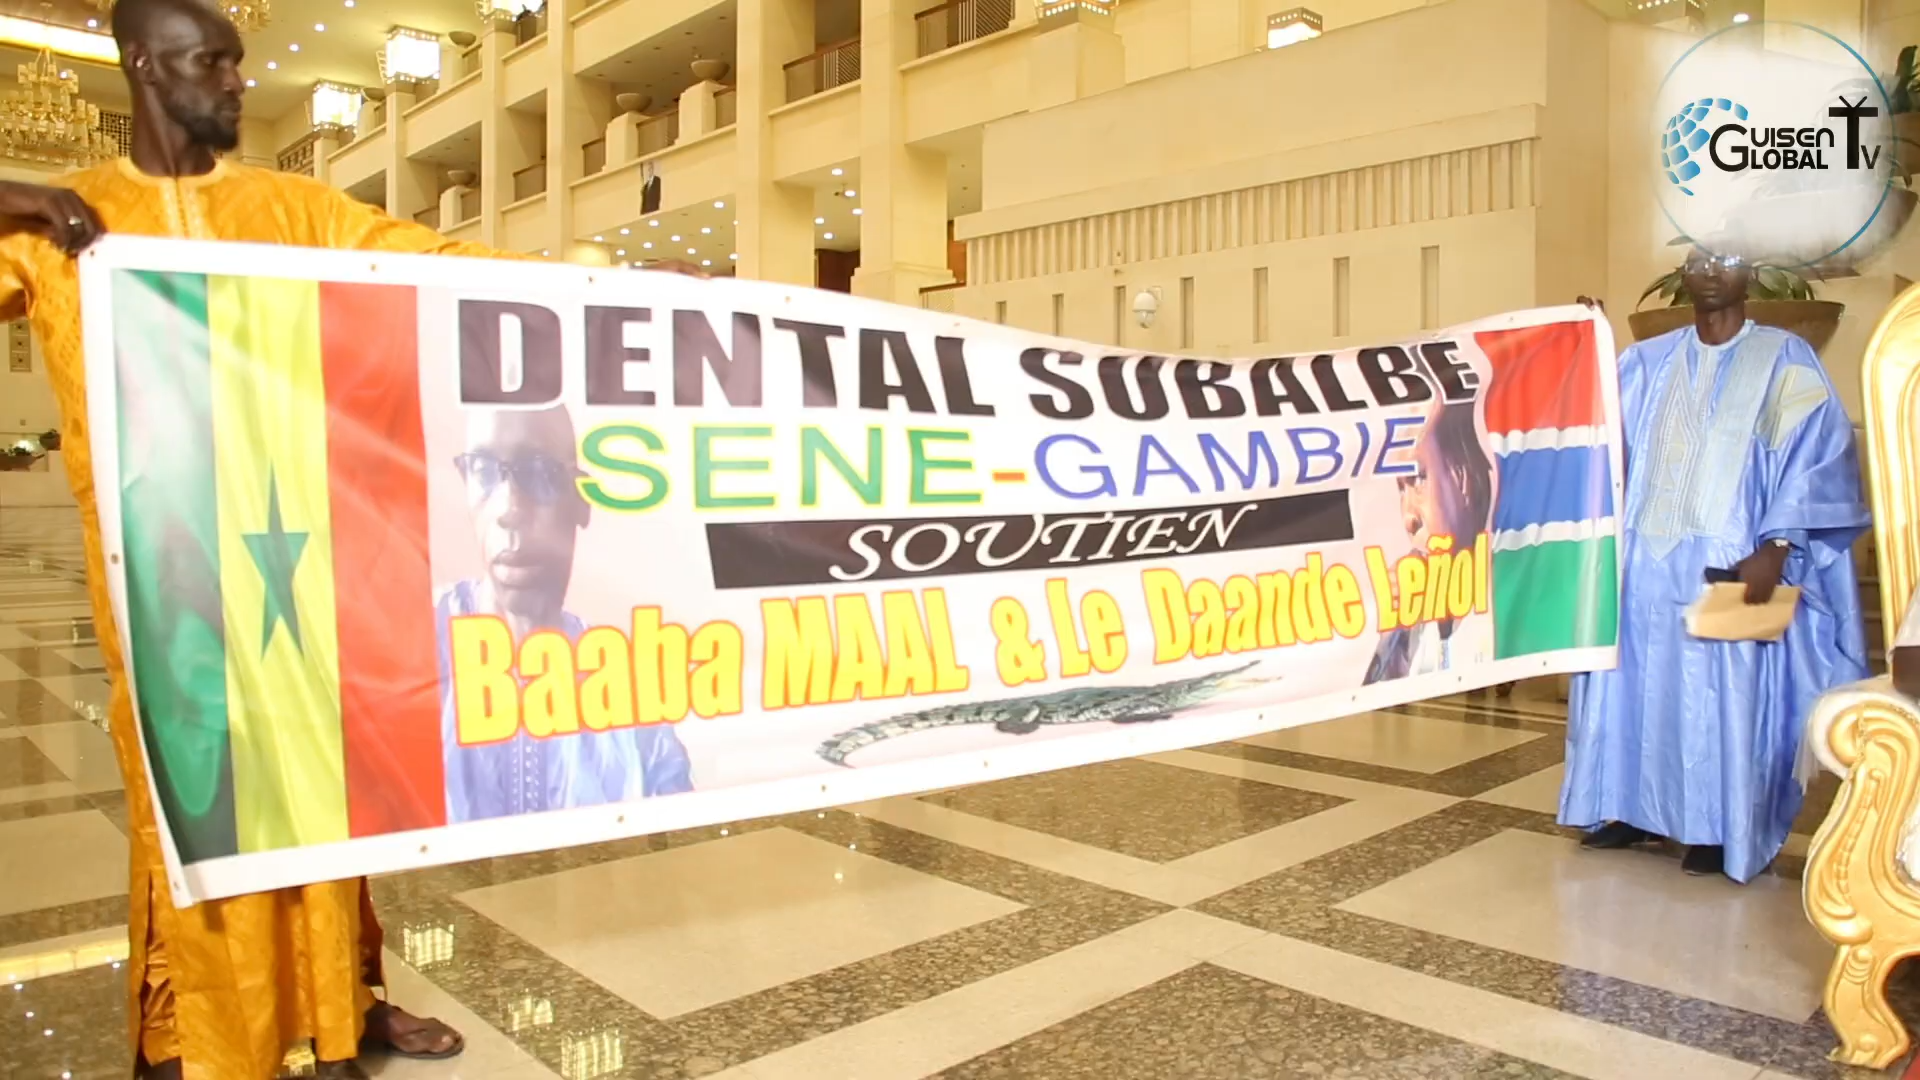 GUISEN
GLOBAL TV
DENTAL SUBALBE
SENE-GAMBIE
SOUTIEN
Baaba MAAL & Le Daande Leñol